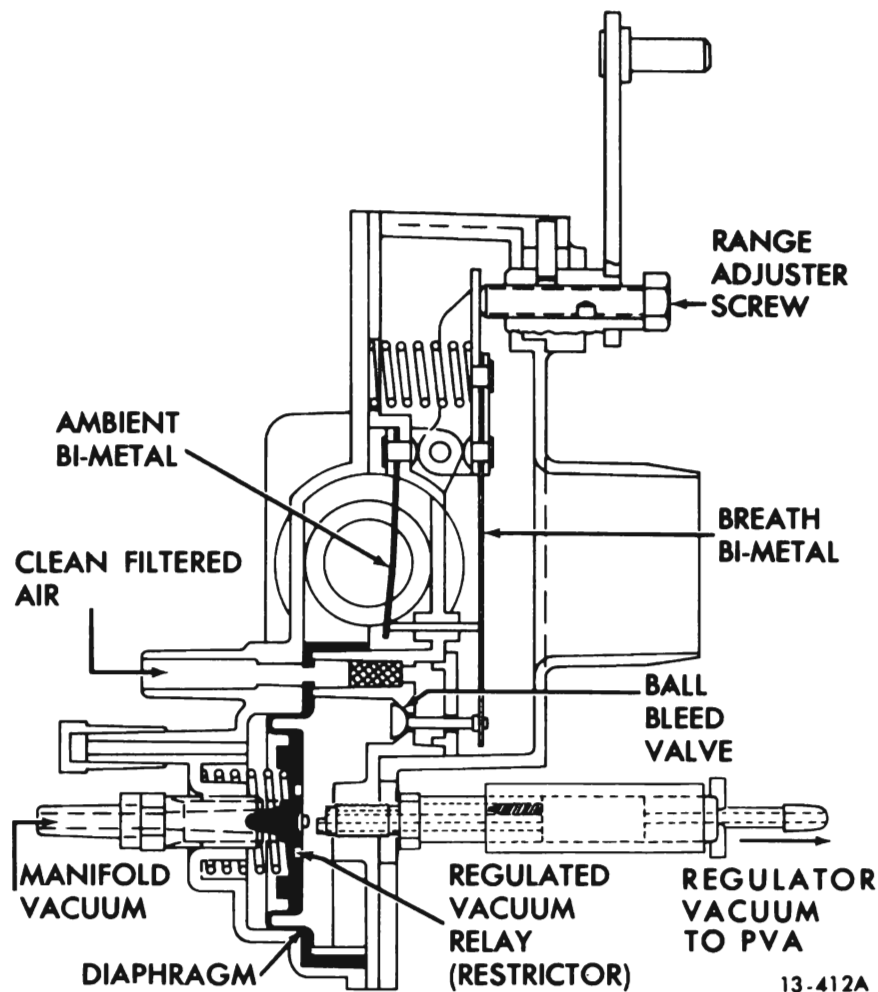 RANGE
ADJUSTER
SCREW
AMBIENT
BI-METAL
BREATH
BI-METAL
CLEAN FILTERED
AIR
BALL
BLEED
VALVE
MANIFOLD
VACUUM
REGULATED
VACUUM
RELAY
(RESTRICTOR)
REGULATOR
VACUUM
TO PVA
DIAPHRAGM
13-412A